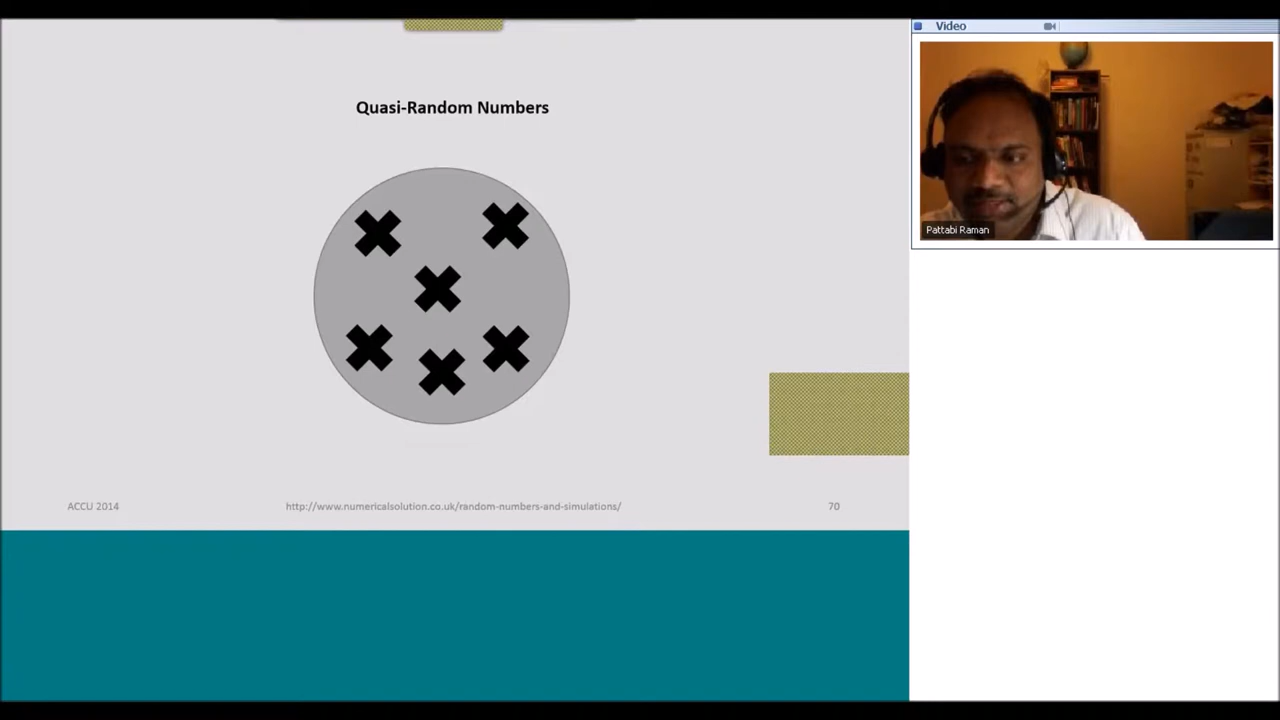 Video
Quasi-Random Numbers
Pattabi Raman
ACCU 2014
http://www.numericalsolution.co.uk/random-numbers-and-simulations/
70